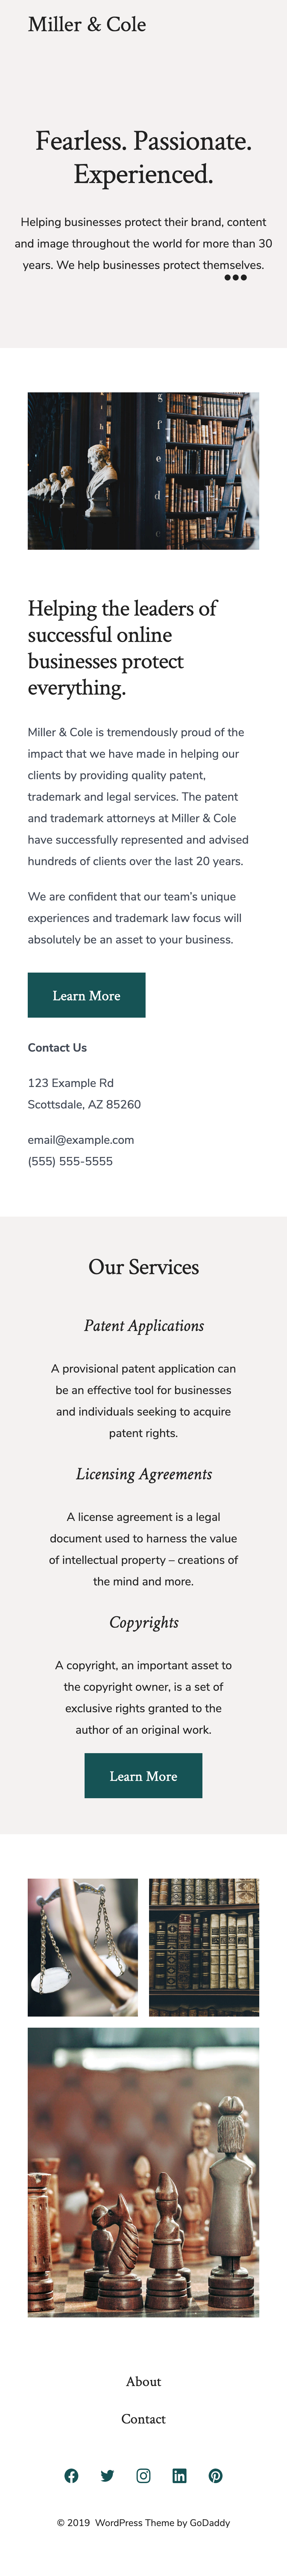 Miller & Cole
Fearless. Passionate.
Experienced.
Helping businesses protect their brand, content
and image throughout the world for more than 30
years. We help businesses protect themselves.
g
f
e
d
c
Helping the leaders of
successful online
businesses protect
everything.
Miller & Cole is tremendously proud of the
impact that we have made in helping our
clients by providing quality patent,
trademark and legal services. The patent
and trademark attorneys at Miller & Cole
have successfully represented and advised
hundreds of clients over the last 20 years.
We are confident that our team’s unique
experiences and trademark law focus will
absolutely be an asset to your business.
Learn More
Contact Us
123 Example Rd
Scottsdale, AZ 85260
email@example.com
(555) 555-5555
Our Services
Patent Applications
A provisional patent application can
be an effective tool for businesses
and individuals seeking to acquire
patent rights.
Licensing Agreements
A license agreement is a legal
document used to harness the value
of intellectual property – creations of
the mind and more.
Copyrights
A copyright, an important asset to
the copyright owner, is a set of
exclusive rights granted to the
author of an original work.
Learn More
About
Contact
© 2019 WordPress Theme by GoDaddy